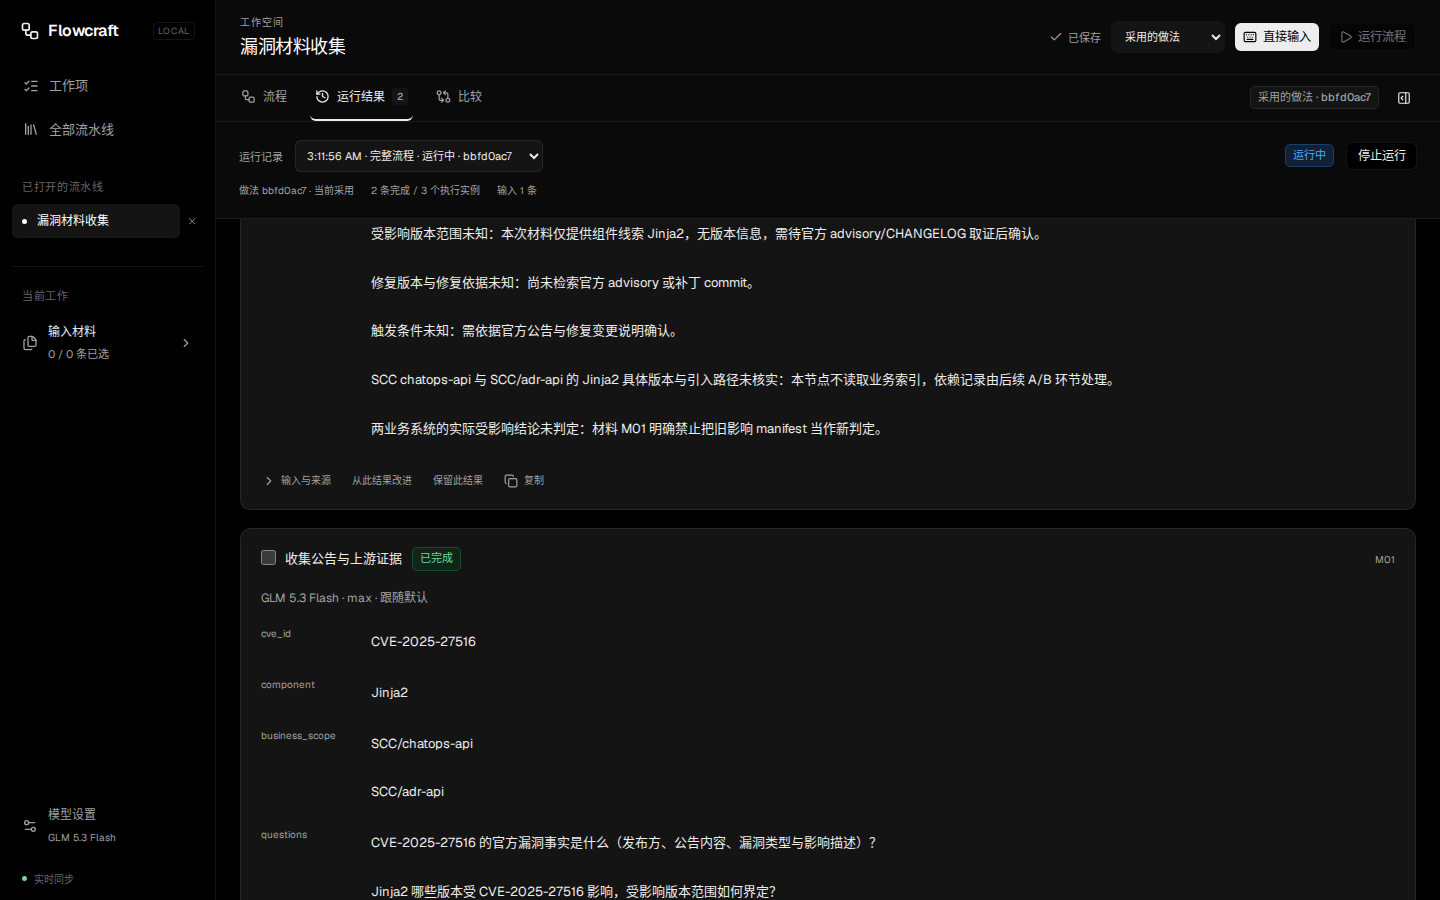 Flowcraft
LOCAL
工作项
全部流水线
已打开的流水线
漏洞材料收集
当前工作
输入材料
0 / 0 条已选
模型设置
GLM 5.3 Flash
实时同步
工作空间
漏洞材料收集
已保存
采用的做法
直接输入
运行流程
流程
运行结果 2
比较
采用的做法 · bbfd0ac7
运行记录
3:11:56 AM · 完整流程 · 运行中 · bbfd0ac7
运行中
停止运行
做法 bbfd0ac7 · 当前采用
2 条完成 / 3 个执行实例
输入 1 条
受影响版本范围未知：本次材料仅提供组件线索 Jinja2，无版本信息，需待官方 advisory/CHANGELOG 取证后确认。
修复版本与修复依据未知：尚未检索官方 advisory 或补丁 commit。
触发条件未知：需依据官方公告与修复变更说明确认。
SCC chatops-api 与 SCC/adr-api 的 Jinja2 具体版本与引入路径未核实：本节点不读取业务索引，依赖记录由后续 A/B 环节处理。
两业务系统的实际受影响结论未判定：材料 M01 明确禁止把旧影响 manifest 当作新判定。
输入与来源
从此结果改进
保留此结果
复制
收集公告与上游证据
已完成
M01
GLM 5.3 Flash · max · 跟随默认
cve_id
CVE-2025-27516
component
Jinja2
business_scope
SCC/chatops-api
SCC/adr-api
questions
CVE-2025-27516 的官方漏洞事实是什么（发布方、公告内容、漏洞类型与影响描述）？
Jinja2 哪些版本受 CVE-2025-27516 影响，受影响版本范围如何界定？